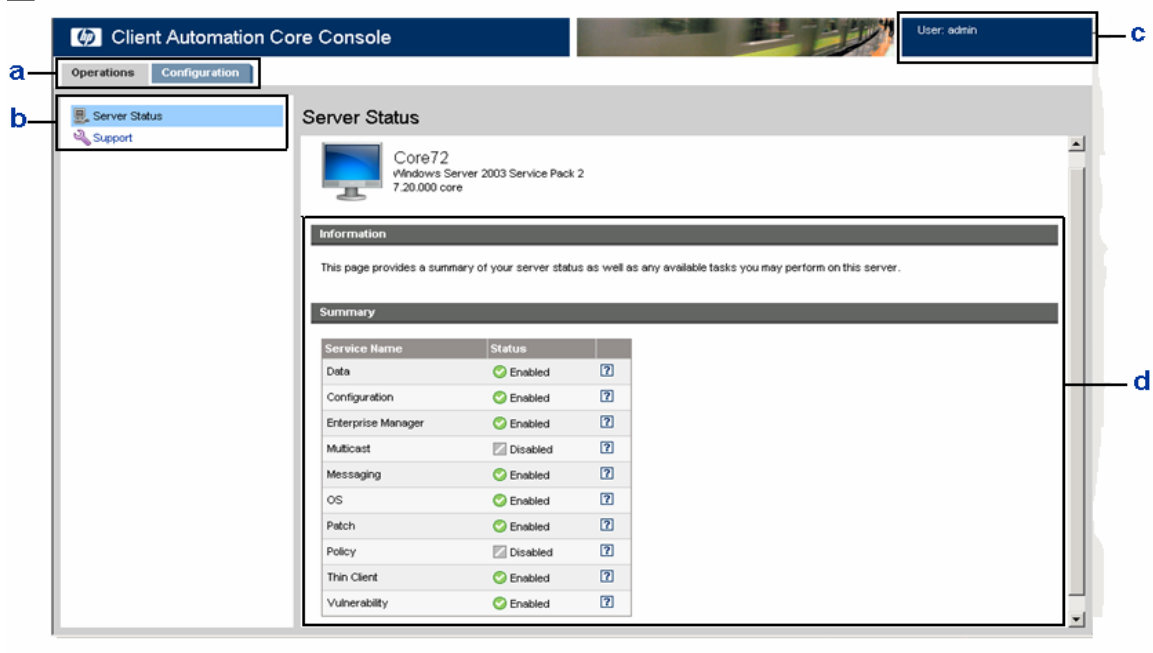 hp Client Automation Core Console
User: admin
c
a
Operations Configuration
b
Server Status
Support
Server Status
Core72
Windows Server 2003 Service Pack 2
7.20.000 core
Information
This page provides a summary of your server status as well as any available tasks you may perform on this server.
Summary
Service Name Status
Data Enabled ?
d
Configuration Enabled ?
Enterprise Manager Enabled ?
Multicast Disabled ?
Messaging Enabled ?
OS Enabled ?
Patch Enabled ?
Policy Disabled ?
Thin Client Enabled ?
Vulnerability Enabled ?